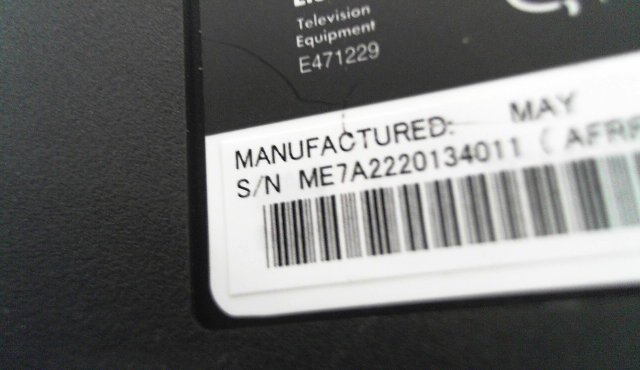 Television
Equipment
E471229
MANUFACTURED: MAY
S/N ME7A2220134011